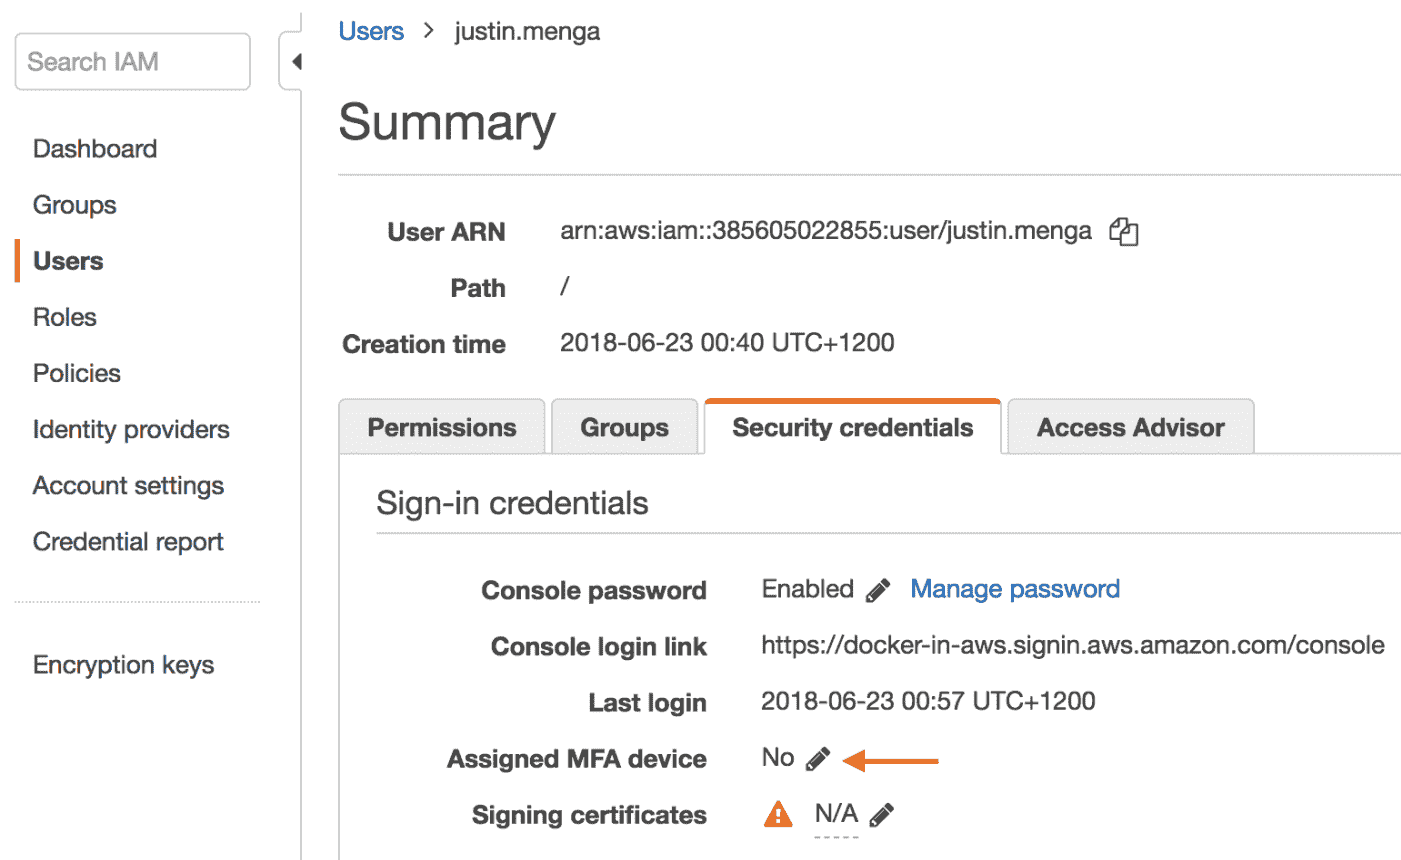 Search IAM
Dashboard
Groups
Users
Roles
Policies
Identity providers
Account settings
Credential report
Encryption keys
Users > justin.menga
Summary
User ARN arn:aws:iam::385605022855:user/justin.menga
Path /
Creation time 2018-06-23 00:40 UTC+1200
Permissions Groups Security credentials Access Advisor
Sign-in credentials
Console password Enabled Manage password
Console login link https://docker-in-aws.signin.aws.amazon.com/console
Last login 2018-06-23 00:57 UTC+1200
Assigned MFA device No
Signing certificates N/A